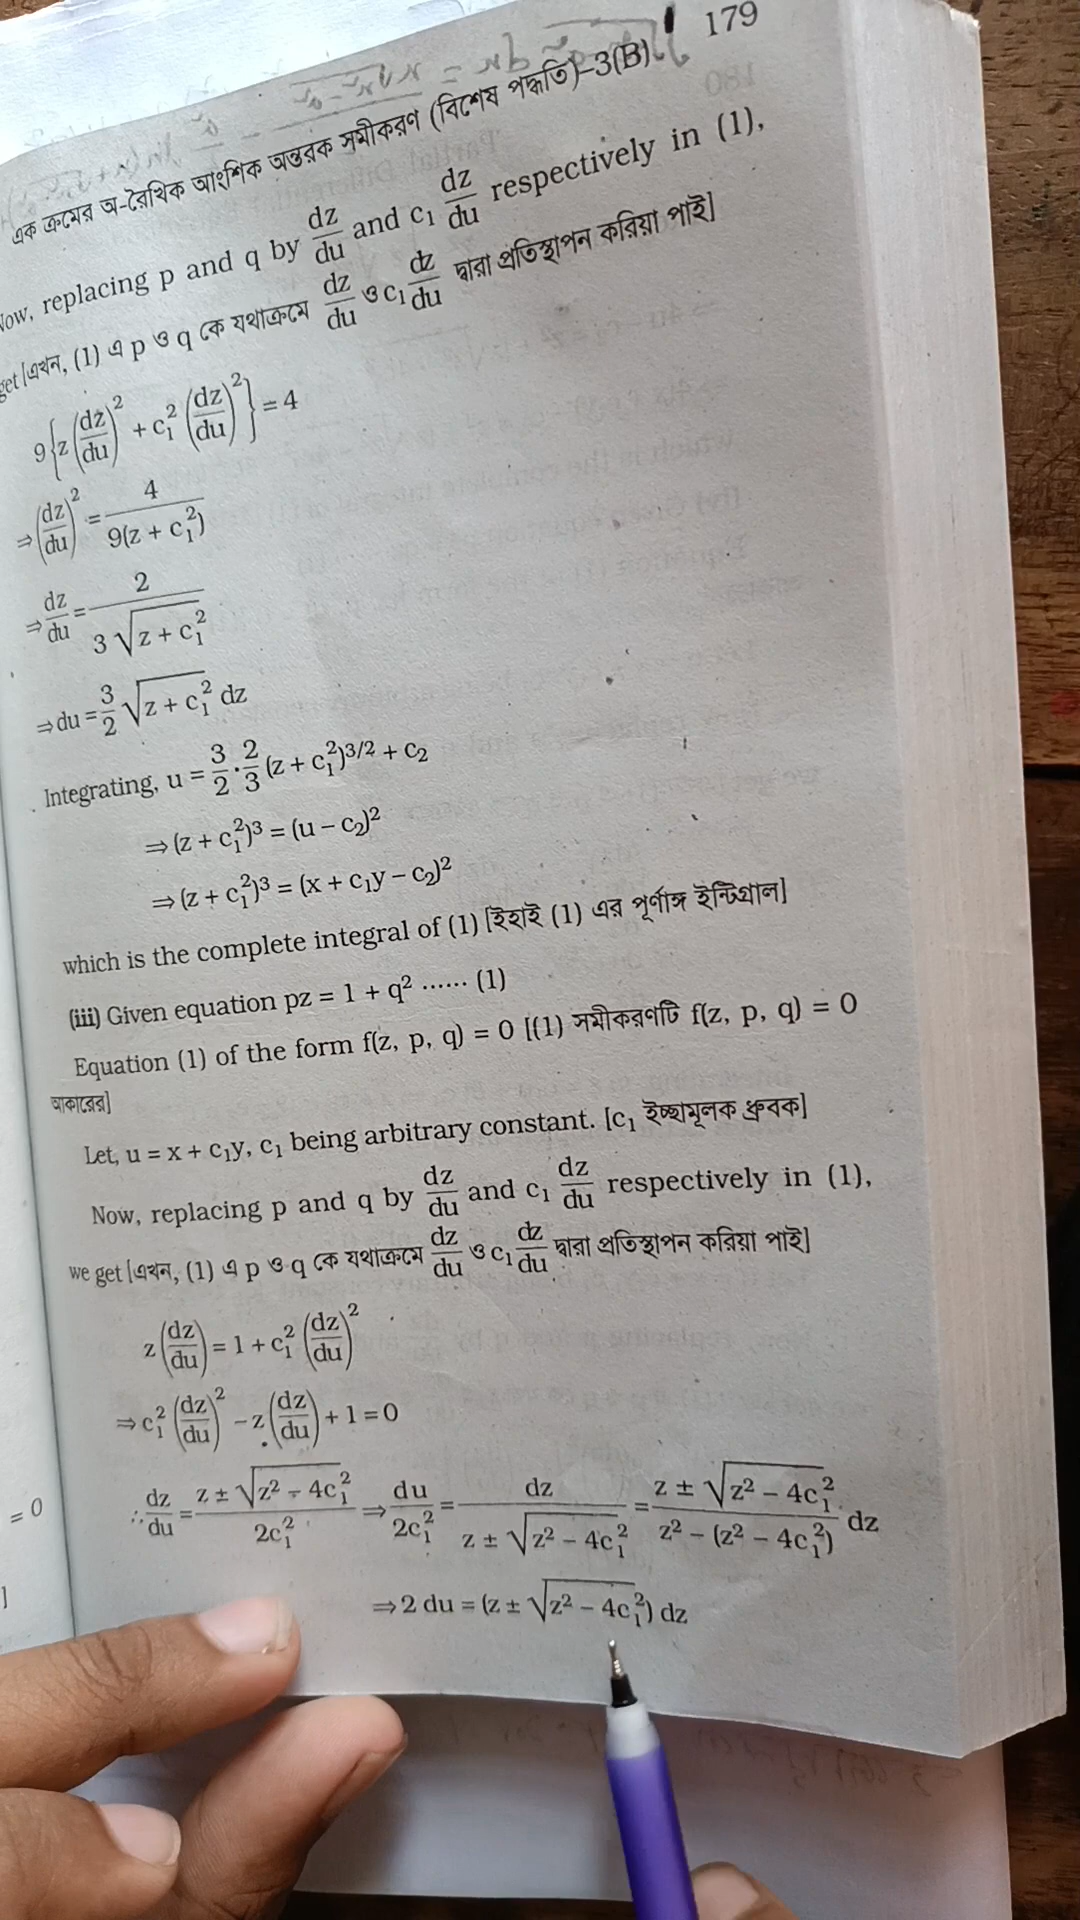 179
এক ক্রমের অ-রৈখিক আংশিক অন্তরক সমীকরণ (বিশেষ পদ্ধতি)–3(B)
Now, replacing p and q by dz/du and c₁ dz/du respectively in (1),
get [এখন, (1) এ p ও q কে যথাক্রমে dz/du ও c₁ dz/du দ্বারা প্রতিস্থাপন করিয়া পাই]
9{z(dz/du)² + c₁² (dz/du)²} = 4
⇒ (dz/du)² = 4/9(z + c₁²)
⇒ dz/du = 2/3√(z + c₁²)
⇒ du = 3/2 √(z + c₁²) dz
Integrating, u = 3/2 · 2/3 (z + c₁²)^3/2 + c₂
⇒ (z + c₁²)³ = (u – c₂)²
⇒ (z + c₁²)³ = (x + c₁y – c₂)²
which is the complete integral of (1) [ইহাই (1) এর পূর্ণাঙ্গ ইন্টিগ্রাল]
(iii) Given equation pz = 1 + q² ...... (1)
Equation (1) of the form f(z, p, q) = 0 [(1) সমীকরণটি f(z, p, q) = 0
আকারের]
Let, u = x + c₁y, c₁ being arbitrary constant. [c₁ ইচ্ছামূলক ধ্রুবক]
Now, replacing p and q by dz/du and c₁ dz/du respectively in (1),
we get [এখন, (1) এ p ও q কে যথাক্রমে dz/du ও c₁ dz/du দ্বারা প্রতিস্থাপন করিয়া পাই]
z(dz/du) = 1 + c₁² (dz/du)²
⇒ c₁² (dz/du)² – z(dz/du) + 1 = 0
∴ dz/du = z ± √(z² – 4c₁²)/2c₁² ⇒ du/2c₁² = dz/z ± √(z² – 4c₁²) = z ± √(z² – 4c₁²)/z² – (z² – 4c₁²) dz
⇒ 2 du = (z ± √(z² – 4c₁²)) dz
= 0
]